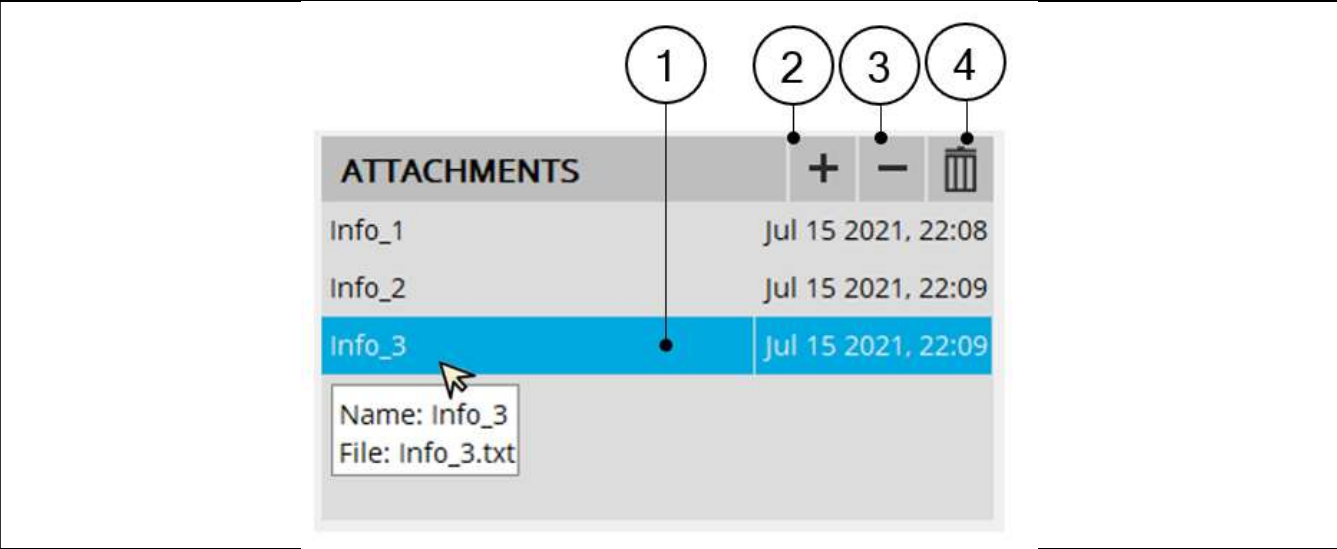 1 2 3 4
ATTACHMENTS + −
Info_1 Jul 15 2021, 22:08
Info_2 Jul 15 2021, 22:09
Info_3 Jul 15 2021, 22:09
Name: Info_3
File: Info_3.txt